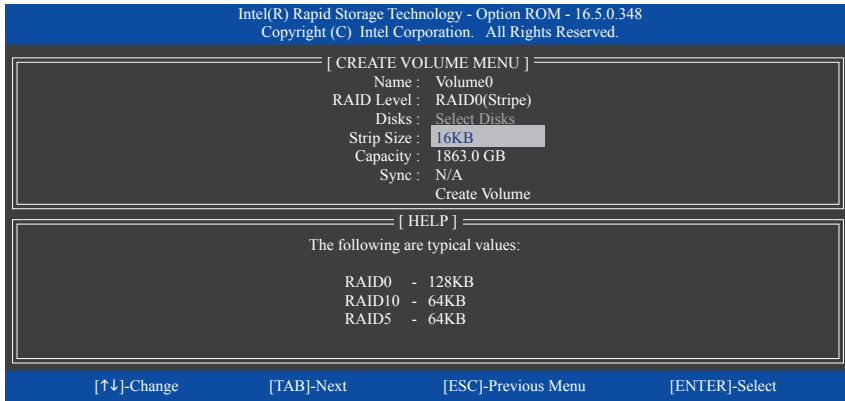 Intel(R) Rapid Storage Technology - Option ROM - 16.5.0.348
Copyright (C) Intel Corporation. All Rights Reserved.
[ CREATE VOLUME MENU ]
Name : Volume0
RAID Level : RAID0(Stripe)
Disks : Select Disks
Strip Size : 16KB
Capacity : 1863.0 GB
Sync : N/A
Create Volume
[ HELP ]
The following are typical values:
RAID0 - 128KB
RAID10 - 64KB
RAID5 - 64KB
[↑↓]-Change [TAB]-Next [ESC]-Previous Menu [ENTER]-Select